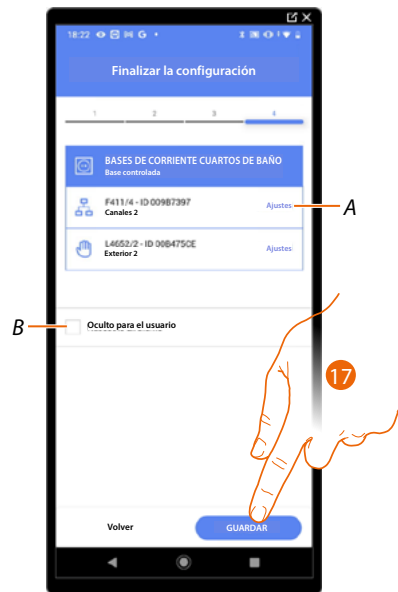 18:22
Finalizar la configuración
1 2 3 4
BASES DE CORRIENTE CUARTOS DE BAÑO
Base controlada
F411/4 - ID 009B7397
Canales 2
Ajustes
A
L4652/2 - ID 00B475CE
Exterior 2
Ajustes
B
Oculto para el usuario
17
Volver
GUARDAR